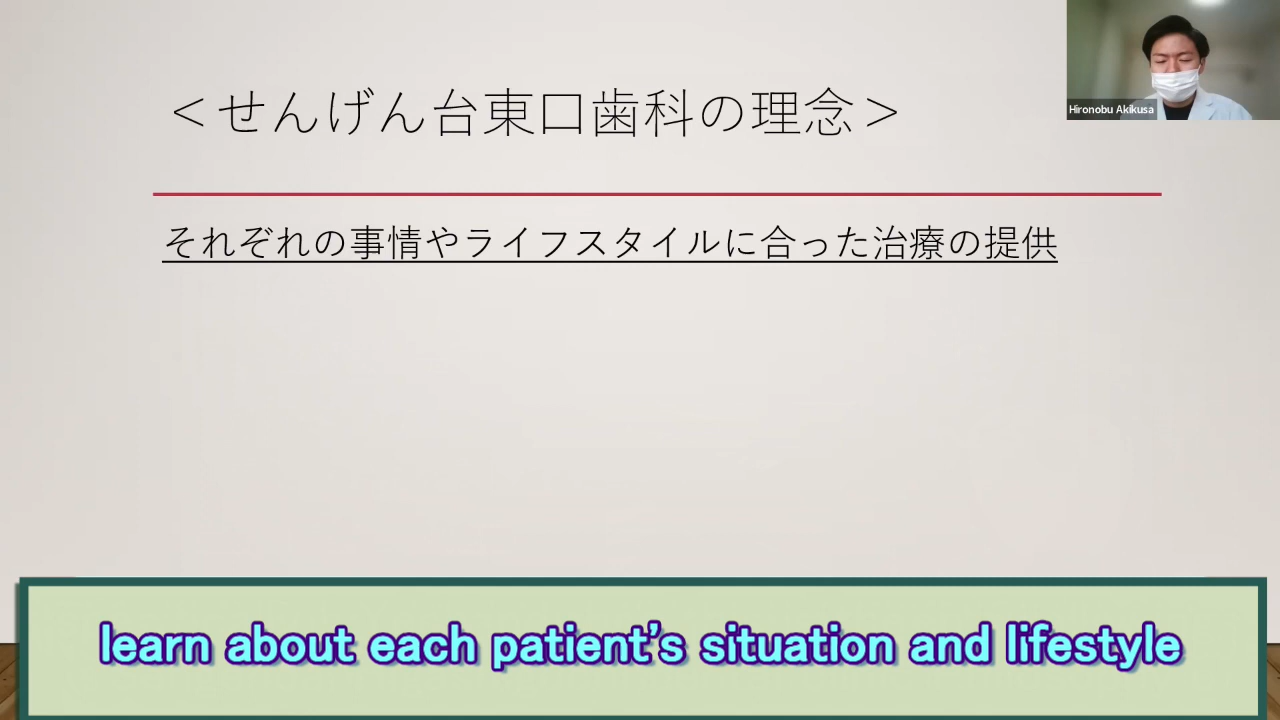 ＜せんげん台東口歯科の理念＞
Hironobu Akikusa
それぞれの事情やライフスタイルに合った治療の提供
learn about each patient’s situation and lifestyle